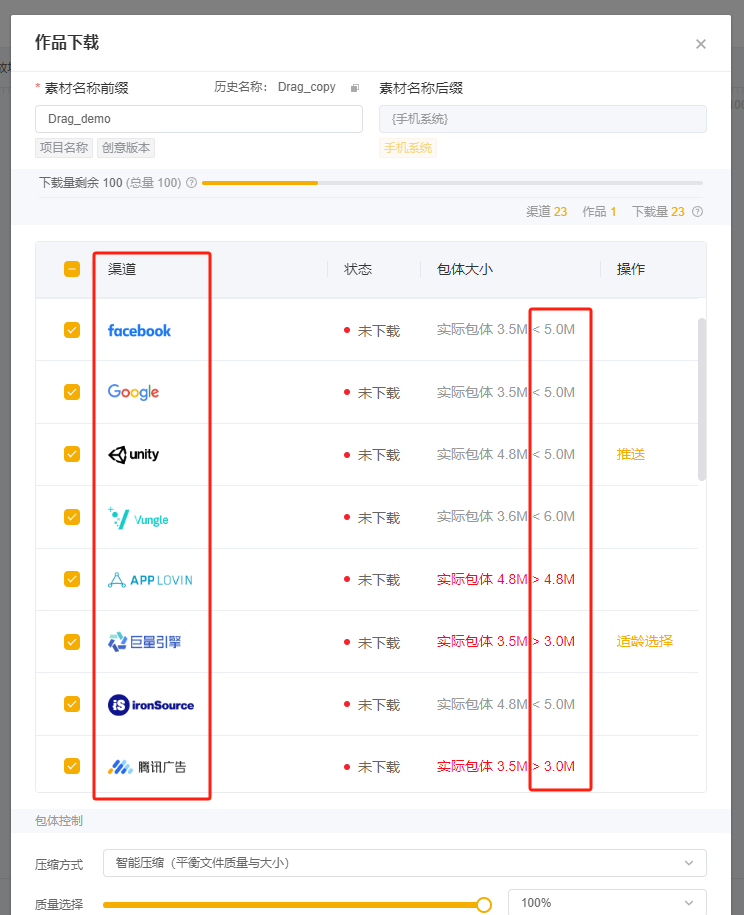 作品下载
* 素材名称前缀 历史名称: Drag_copy 素材名称后缀
Drag_demo {手机系统}
项目名称 创意版本 手机系统
下载量剩余 100 (总量 100)
渠道 23 作品 1 下载量 23
渠道 状态 包体大小 操作
facebook 未下载 实际包体 3.5M < 5.0M
Google 未下载 实际包体 3.5M < 5.0M
unity 未下载 实际包体 4.8M < 5.0M 推送
Vungle 未下载 实际包体 3.6M < 6.0M
APPLOVIN 未下载 实际包体 4.8M > 4.8M
巨量引擎 未下载 实际包体 3.5M > 3.0M 适龄选择
iS ironSource 未下载 实际包体 4.8M < 5.0M
腾讯广告 未下载 实际包体 3.5M > 3.0M
包体控制
压缩方式 智能压缩（平衡文件质量与大小）
质量选择 100%